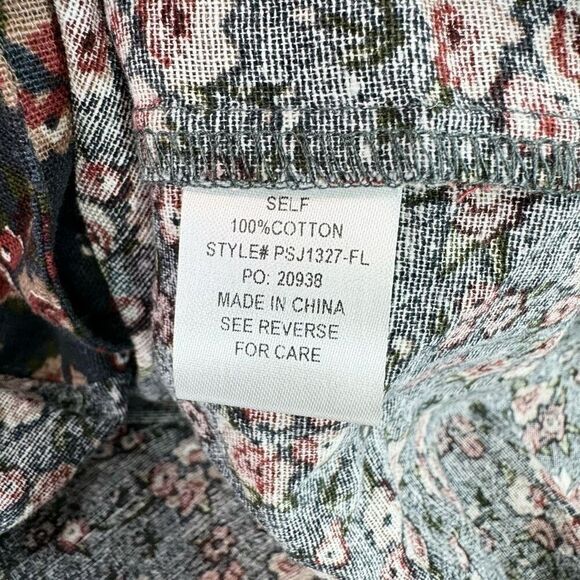 SELF
100%COTTON
STYLE# PSJ1327-FL
PO: 20938
MADE IN CHINA
SEE REVERSE
FOR CARE